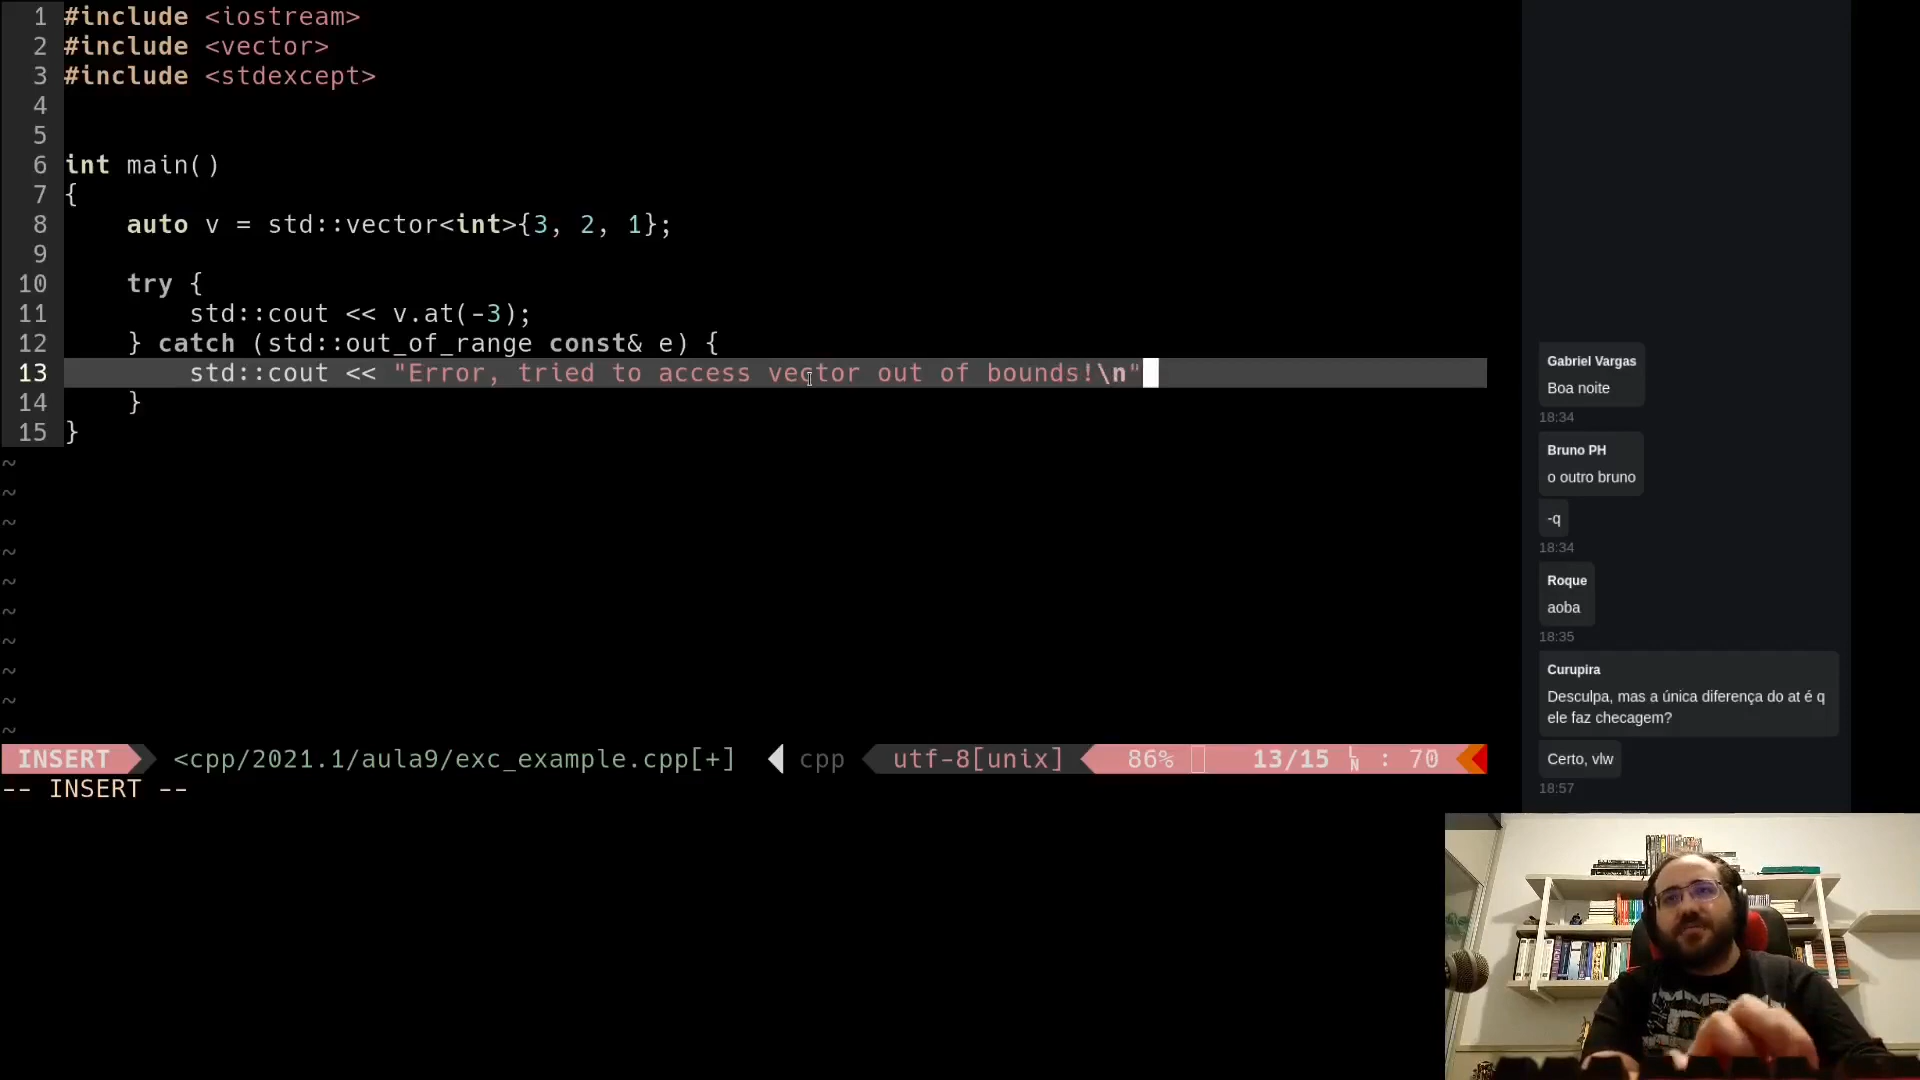 1 #include <iostream>
2 #include <vector>
3 #include <stdexcept>
4
5
6 int main()
7 {
8     auto v = std::vector<int>{3, 2, 1};
9
10     try {
11         std::cout << v.at(-3);
12     } catch (std::out_of_range const& e) {
13         std::cout << "Error, tried to access vector out of bounds!\n"
14     }
15 }
~
~
~
~
~
~
~
~
~
~
INSERT <cpp/2021.1/aula9/exc_example.cpp[+] cpp utf-8[unix] 86% 13/15 LN : 70
-- INSERT --
Gabriel Vargas
Boa noite
18:34
Bruno PH
o outro bruno
-q
18:34
Roque
aoba
18:35
Curupira
Desculpa, mas a única diferença do at é q
ele faz checagem?
Certo, vlw
18:57